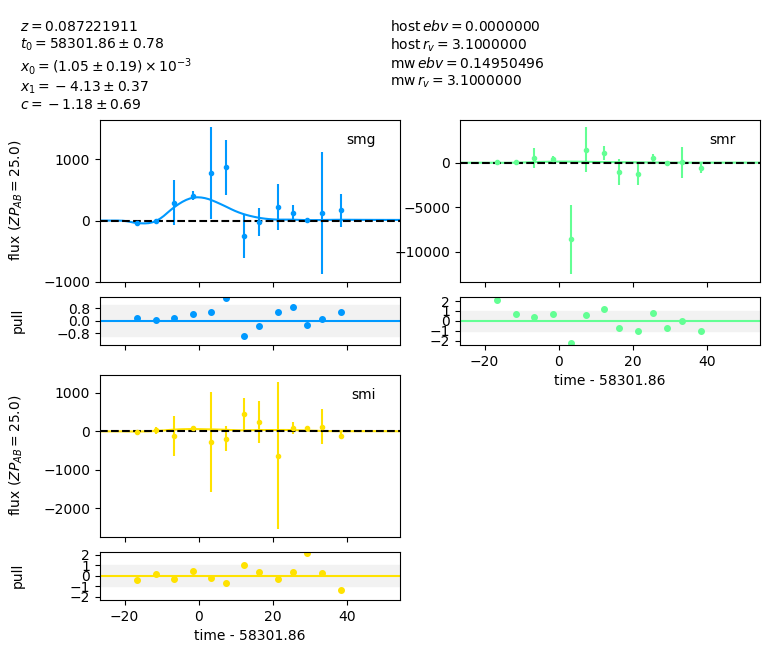 z = 0.087221911
t₀ = 58301.86 ± 0.78
x₀ = (1.05 ± 0.19) × 10⁻³
x₁ = −4.13 ± 0.37
c = −1.18 ± 0.69
host ebv = 0.0000000
host r_v = 3.1000000
mw ebv = 0.14950496
mw r_v = 3.1000000
smg
flux (ZP_AB = 25.0)
1000
0
−1000
pull
0.8
0.0
−0.8
smr
0
−5000
−10000
2
1
0
−1
−2
−20 0 20 40
time - 58301.86
smi
flux (ZP_AB = 25.0)
1000
0
−1000
−2000
pull
2
1
0
−1
−2
−20 0 20 40
time - 58301.86